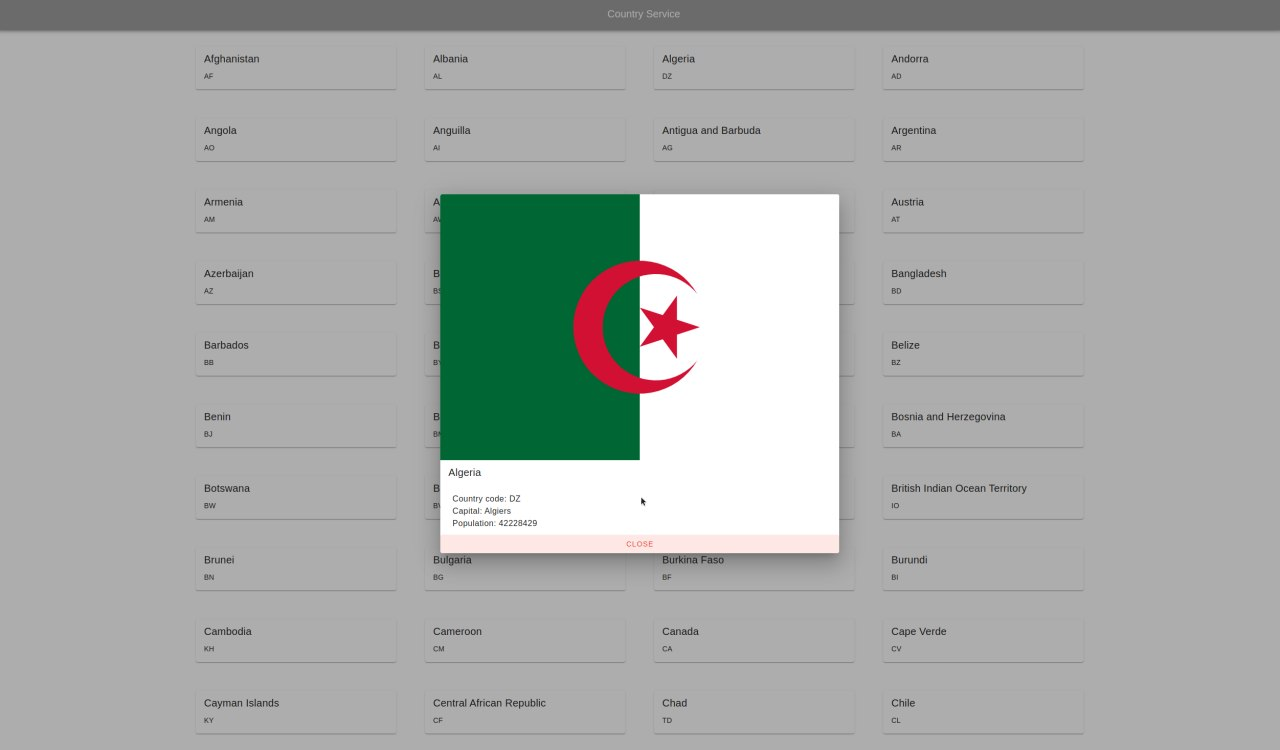 Country Service
Afghanistan
AF
Albania
AL
Algeria
DZ
Andorra
AD
Angola
AO
Anguilla
AI
Antigua and Barbuda
AG
Argentina
AR
Armenia
AM
Austria
AT
Azerbaijan
AZ
Bangladesh
BD
Barbados
BB
Belize
BZ
Benin
BJ
Bosnia and Herzegovina
BA
Botswana
BW
British Indian Ocean Territory
IO
Algeria
Country code: DZ
Capital: Algiers
Population: 42228429
CLOSE
Brunei
BN
Bulgaria
BG
Burkina Faso
BF
Burundi
BI
Cambodia
KH
Cameroon
CM
Canada
CA
Cape Verde
CV
Cayman Islands
KY
Central African Republic
CF
Chad
TD
Chile
CL